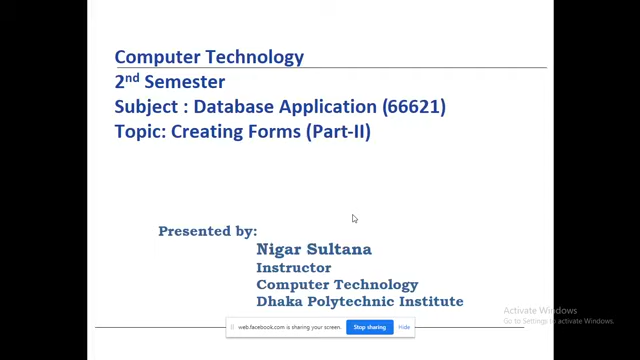 Computer Technology
2nd Semester
Subject : Database Application (66621)
Topic: Creating Forms (Part-II)
Presented by:
Nigar Sultana
Instructor
Computer Technology
Dhaka Polytechnic Institute
Activate Windows
Go to Settings to activate Windows.
web.facebook.com is sharing your screen. Stop sharing Hide